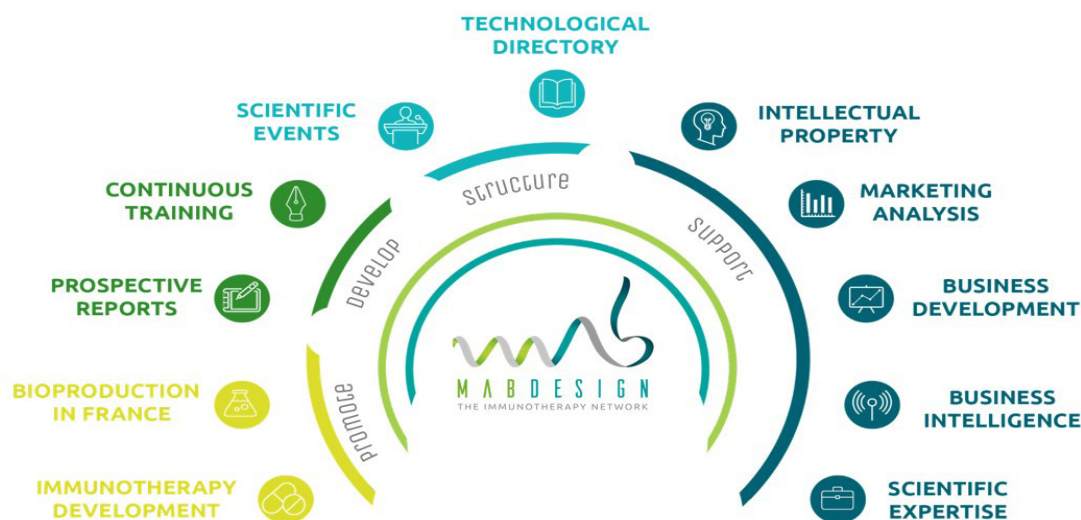 TECHNOLOGICAL
DIRECTORY
SCIENTIFIC
EVENTS
INTELLECTUAL
PROPERTY
CONTINUOUS
TRAINING
MARKETING
ANALYSIS
PROSPECTIVE
REPORTS
BUSINESS
DEVELOPMENT
BIOPRODUCTION
IN FRANCE
BUSINESS
INTELLIGENCE
IMMUNOTHERAPY
DEVELOPMENT
SCIENTIFIC
EXPERTISE
structure
support
Develop
promote
mAb
MABDESIGN
THE IMMUNOTHERAPY NETWORK